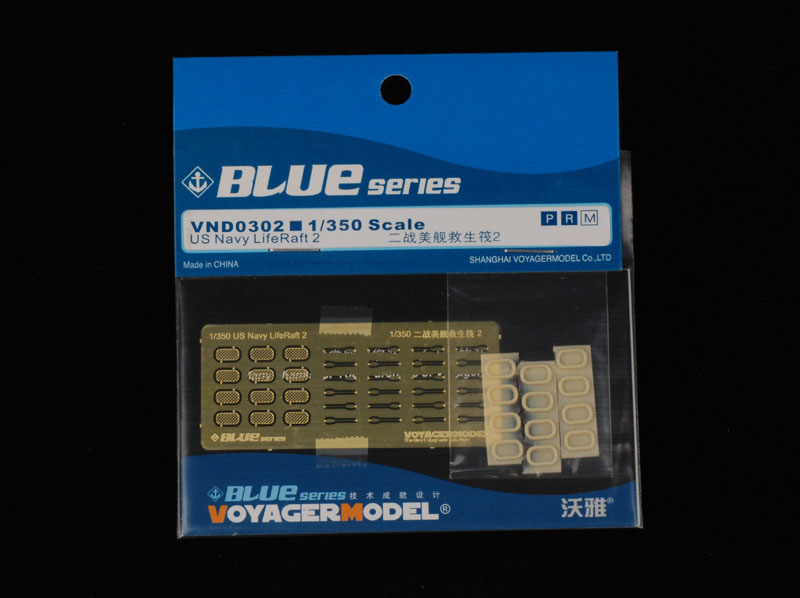 BLUE series
VND0302 ■ 1/350 Scale
P R M
US Navy LifeRaft 2
二战美舰救生筏2
Made in CHINA
SHANGHAI VOYAGERMODEL Co.,LTD
1/350 US Navy LifeRaft 2
1/350 二战美舰救生筏 2
BLUE series
VOYAGERMODEL
BLUE series 技术成就设计
VOYAGERMODEL®
沃雅®